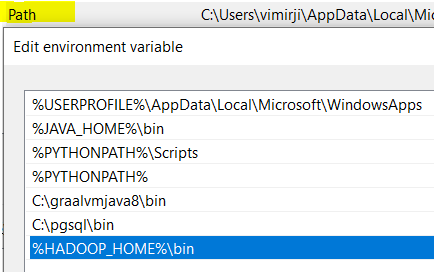 Path C:\Users\vimirji\AppData\Local\Mic
Edit environment variable
%USERPROFILE%\AppData\Local\Microsoft\WindowsApps
%JAVA_HOME%\bin
%PYTHONPATH%\Scripts
%PYTHONPATH%
C:\graalvmjava8\bin
C:\pgsql\bin
%HADOOP_HOME%\bin